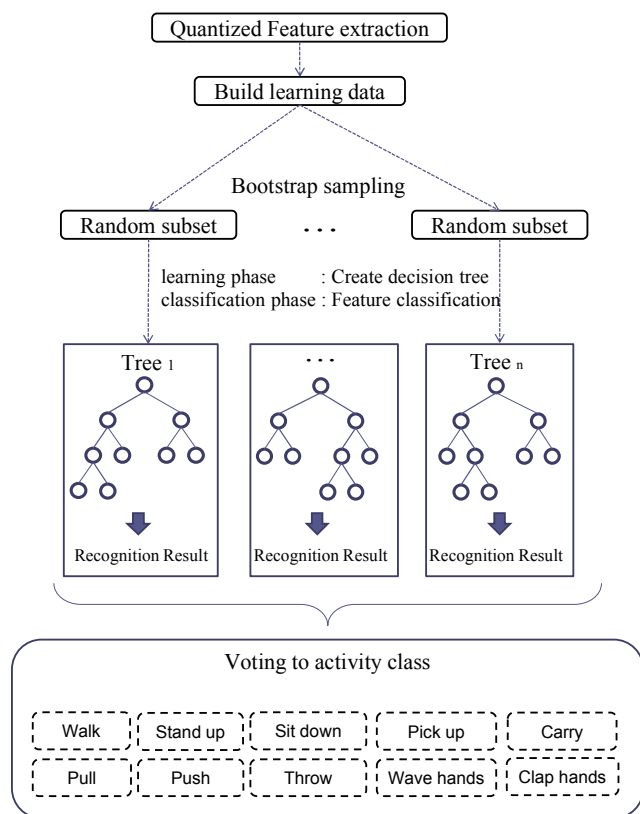 Quantized Feature extraction
Build learning data
Bootstrap sampling
Random subset ... Random subset
learning phase : Create decision tree
classification phase : Feature classification
Tree 1 ... Tree n
Recognition Result Recognition Result Recognition Result
Voting to activity class
Walk Stand up Sit down Pick up Carry
Pull Push Throw Wave hands Clap hands